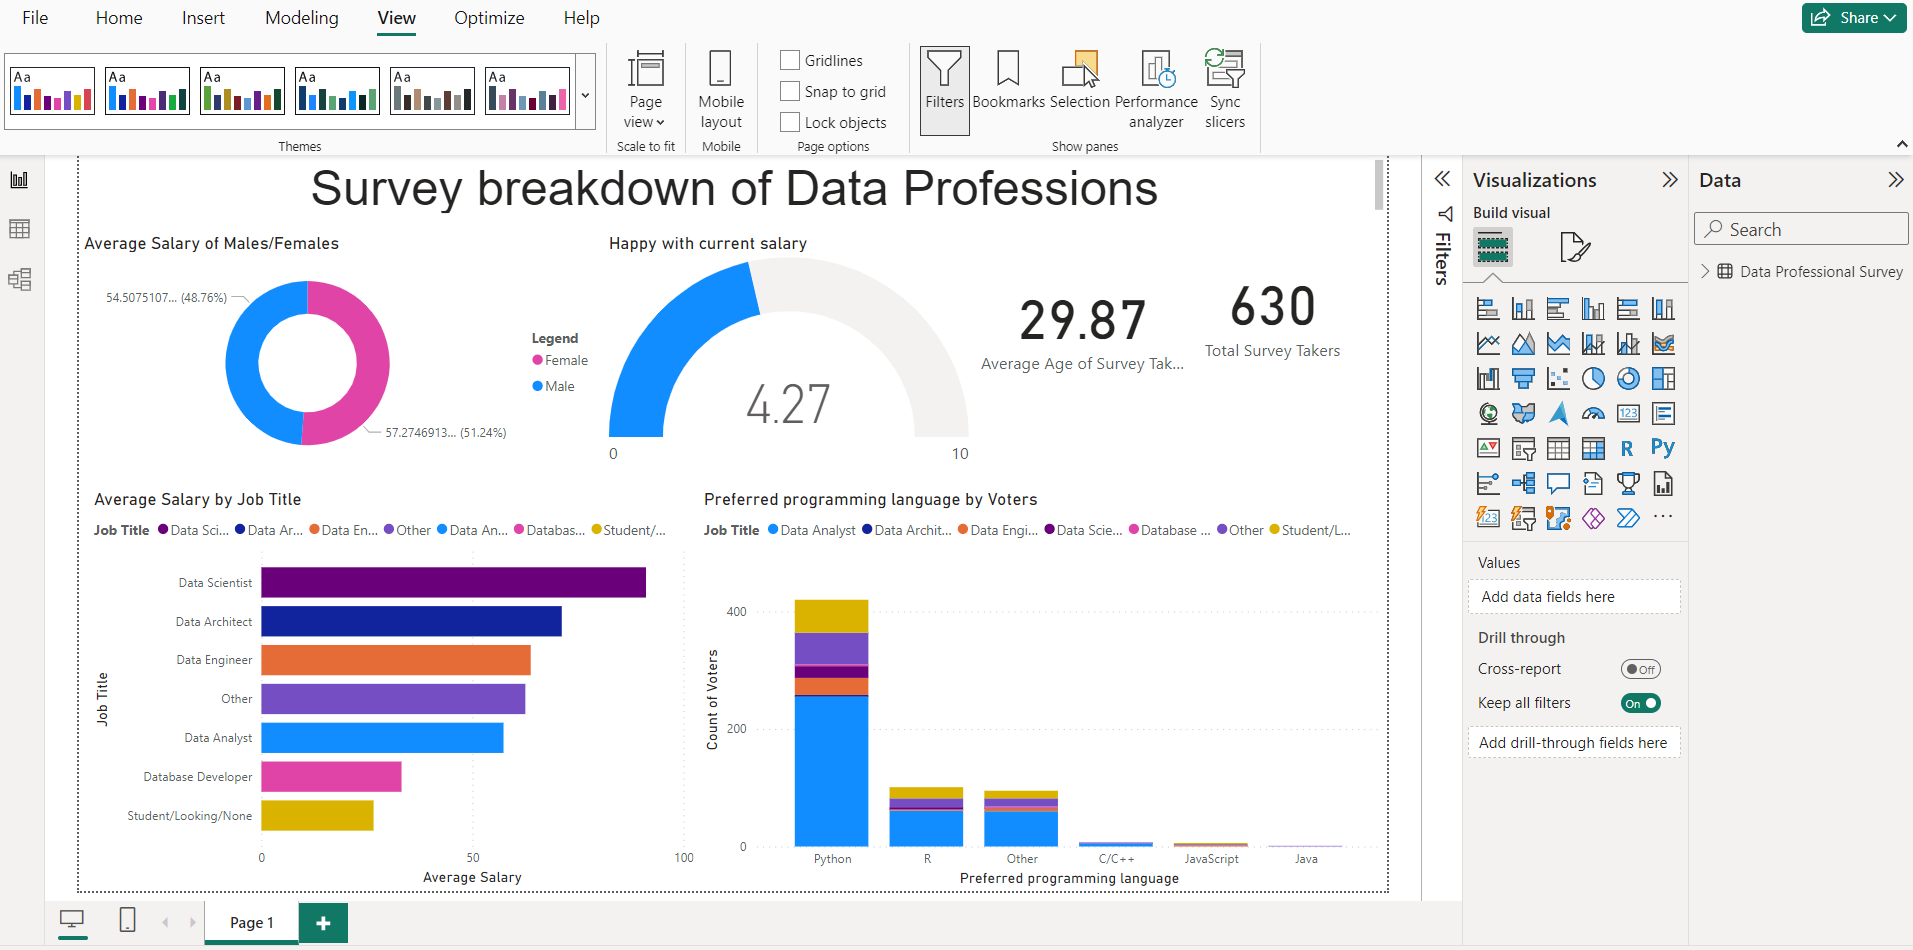 File Home Insert Modeling View Optimize Help Share
Aa Aa Aa Aa Aa Aa
Page view
Mobile layout
Gridlines
Snap to grid
Lock objects
Filters Bookmarks Selection Performance analyzer Sync slicers
Themes Scale to fit Mobile Page options Show panes
Survey breakdown of Data Professions
Average Salary of Males/Females
54.5075107... (48.76%)
57.2746913... (51.24%)
Legend
Female
Male
Happy with current salary
4.27
0 10
29.87
Average Age of Survey Tak...
630
Total Survey Takers
Average Salary by Job Title
Job Title Data Sci... Data Ar... Data En... Other Data An... Databas... Student/...
Job Title
Data Scientist
Data Architect
Data Engineer
Other
Data Analyst
Database Developer
Student/Looking/None
0 50 100
Average Salary
Preferred programming language by Voters
Job Title Data Analyst Data Archit... Data Engi... Data Scie... Database ... Other Student/L...
Count of Voters
400
200
0
Python R Other C/C++ JavaScript Java
Preferred programming language
Filters
Visualizations
Build visual
123
R Py
123
Values
Add data fields here
Drill through
Cross-report Off
Keep all filters On
Add drill-through fields here
Data
Search
Data Professional Survey
Page 1